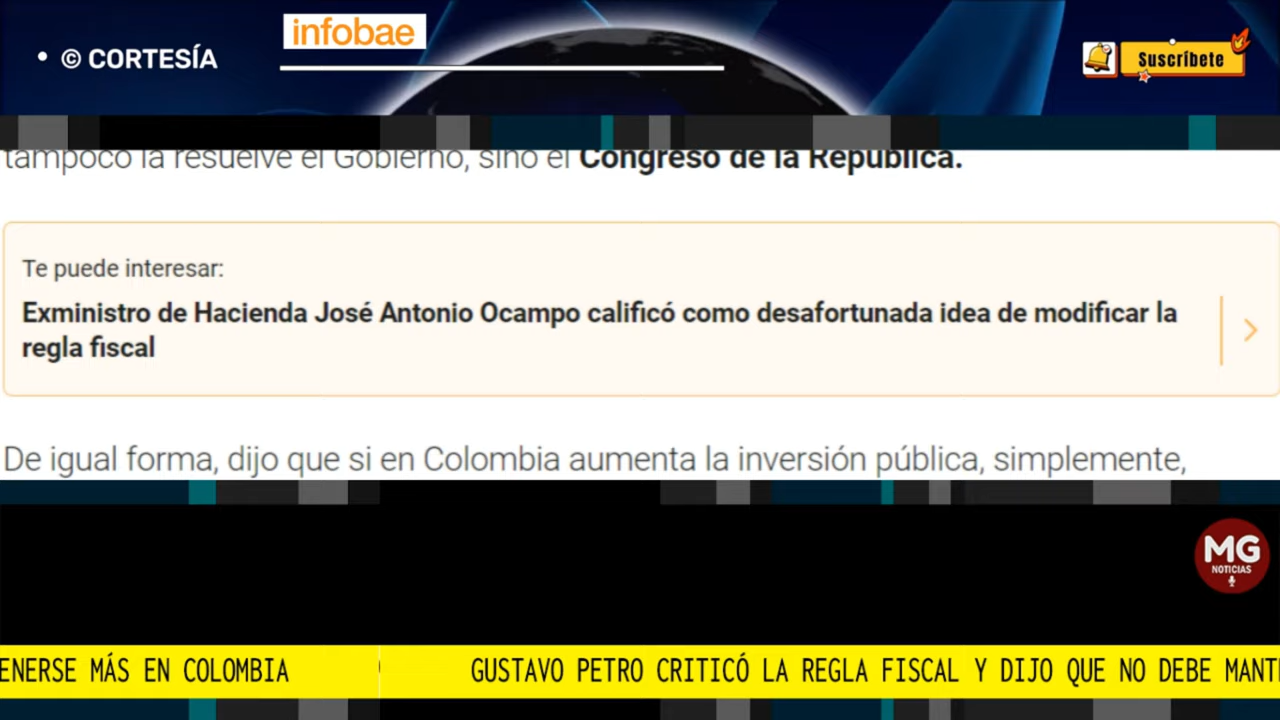 infobae
• © CORTESÍA
Suscríbete
tampoco la resuelve el Gobierno, sino el Congreso de la República.
Te puede interesar:
Exministro de Hacienda José Antonio Ocampo calificó como desafortunada idea de modificar la
regla fiscal
De igual forma, dijo que si en Colombia aumenta la inversión pública, simplemente,
MG
NOTICIAS
ENERSE MÁS EN COLOMBIA
GUSTAVO PETRO CRITICÓ LA REGLA FISCAL Y DIJO QUE NO DEBE MANT